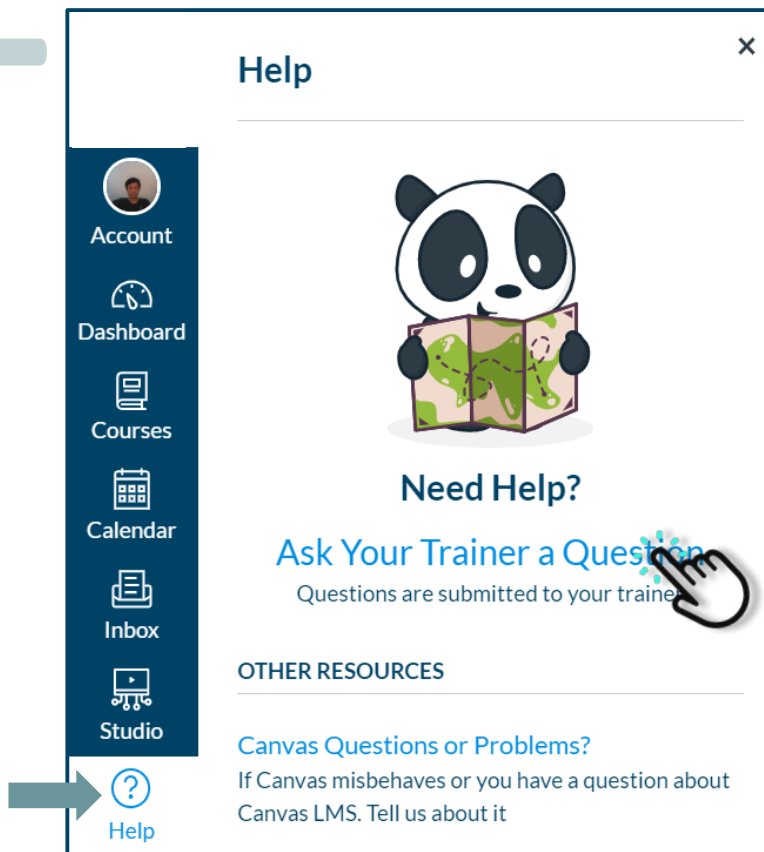 Help
×
Account
Dashboard
Courses
Calendar
Inbox
Studio
Help
Need Help?
Ask Your Trainer a Question
Questions are submitted to your trainer
OTHER RESOURCES
Canvas Questions or Problems?
If Canvas misbehaves or you have a question about
Canvas LMS. Tell us about it